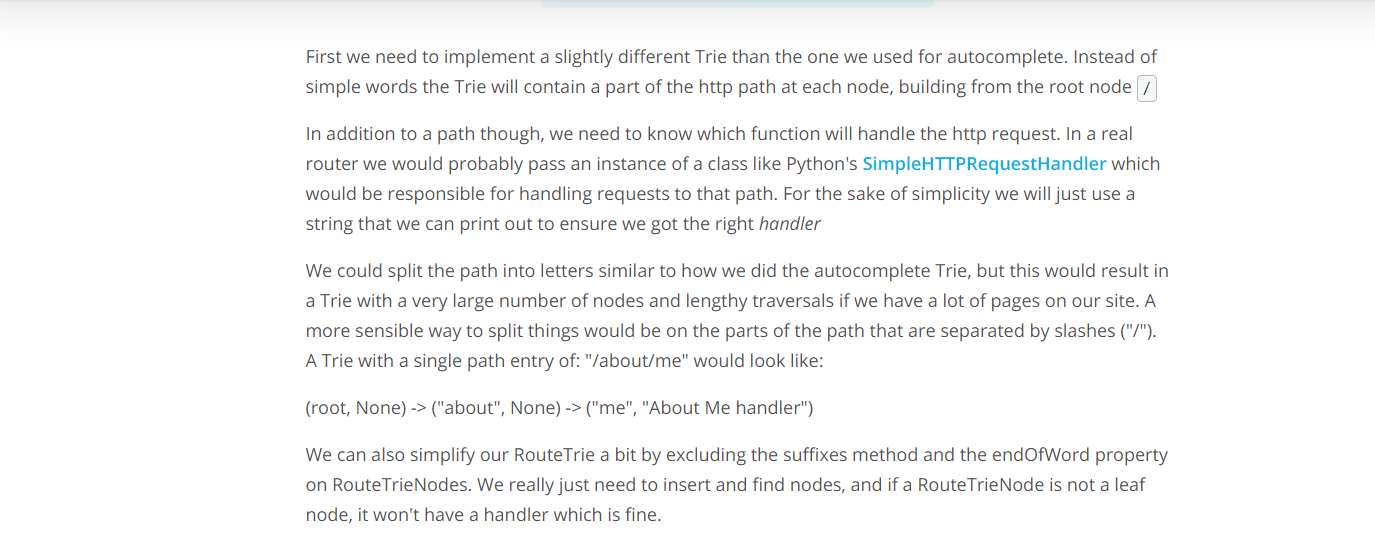 First we need to implement a slightly different Trie than the one we used for autocomplete. Instead of
simple words the Trie will contain a part of the http path at each node, building from the root node /
In addition to a path though, we need to know which function will handle the http request. In a real
router we would probably pass an instance of a class like Python's SimpleHTTPRequestHandler which
would be responsible for handling requests to that path. For the sake of simplicity we will just use a
string that we can print out to ensure we got the right handler
We could split the path into letters similar to how we did the autocomplete Trie, but this would result in
a Trie with a very large number of nodes and lengthy traversals if we have a lot of pages on our site. A
more sensible way to split things would be on the parts of the path that are separated by slashes ("/").
A Trie with a single path entry of: "/about/me" would look like:
(root, None) -> ("about", None) -> ("me", "About Me handler")
We can also simplify our RouteTrie a bit by excluding the suffixes method and the endOfWord property
on RouteTrieNodes. We really just need to insert and find nodes, and if a RouteTrieNode is not a leaf
node, it won't have a handler which is fine.